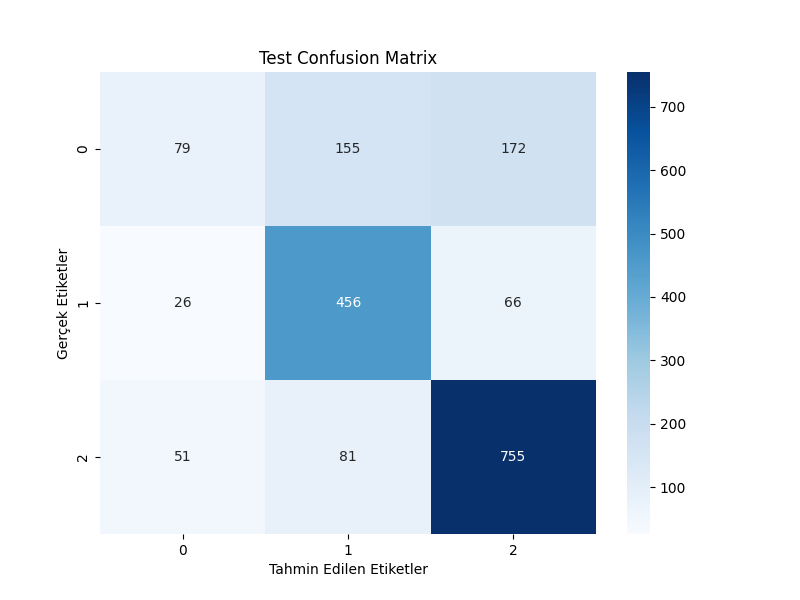 Test Confusion Matrix
Gerçek Etiketler
0
79 155 172
1
26 456 66
2
51 81 755
0 1 2
Tahmin Edilen Etiketler
700
600
500
400
300
200
100